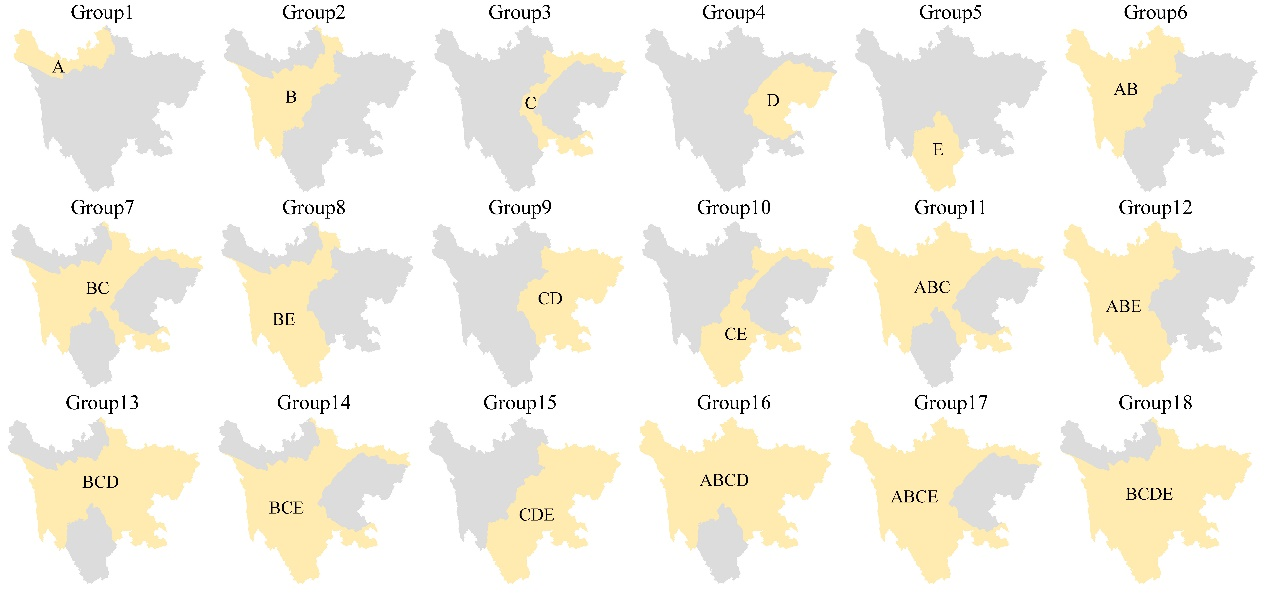 Group1 Group2 Group3 Group4 Group5 Group6
A B C D E AB
Group7 Group8 Group9 Group10 Group11 Group12
BC BE CD CE ABC ABE
Group13 Group14 Group15 Group16 Group17 Group18
BCD BCE CDE ABCD ABCE BCDE